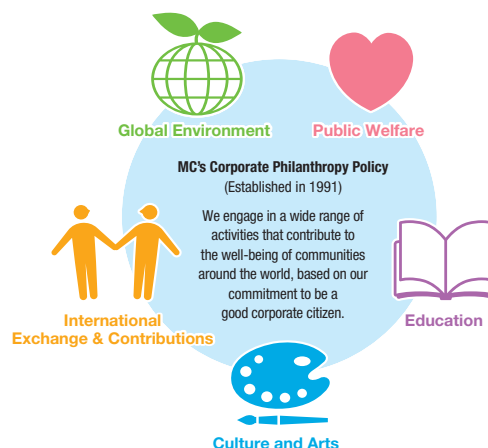 Global Environment
Public Welfare
MC's Corporate Philanthropy Policy
(Established in 1991)
We engage in a wide range of
activities that contribute to
the well-being of communities
around the world, based on our
commitment to be a
good corporate citizen.
International
Exchange & Contributions
Education
Culture and Arts